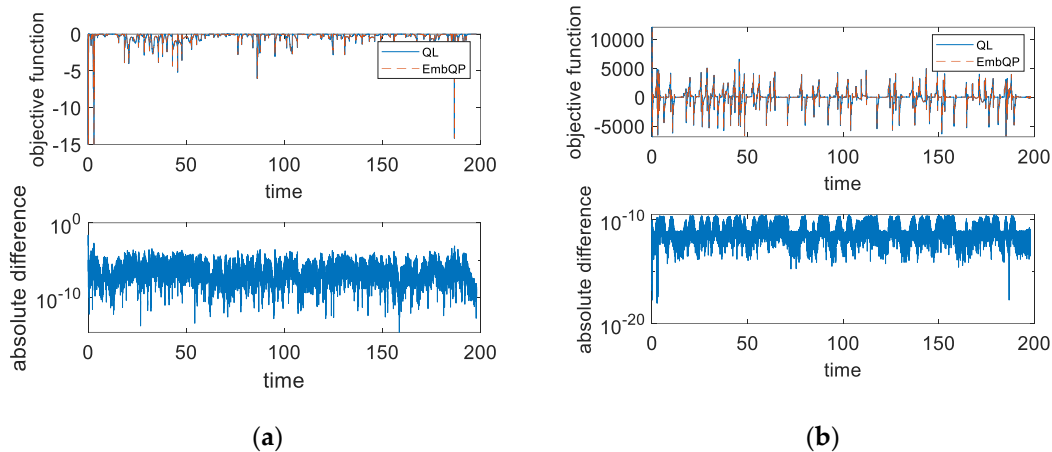 objective function
0
-5
-10
-15
QL
EmbQP
0 50 100 150 200
time
absolute difference
10^0
10^-10
0 50 100 150 200
time
(a)
objective function
10000
5000
0
-5000
QL
EmbQP
0 50 100 150 200
time
absolute difference
10^-10
10^-20
0 50 100 150 200
time
(b)